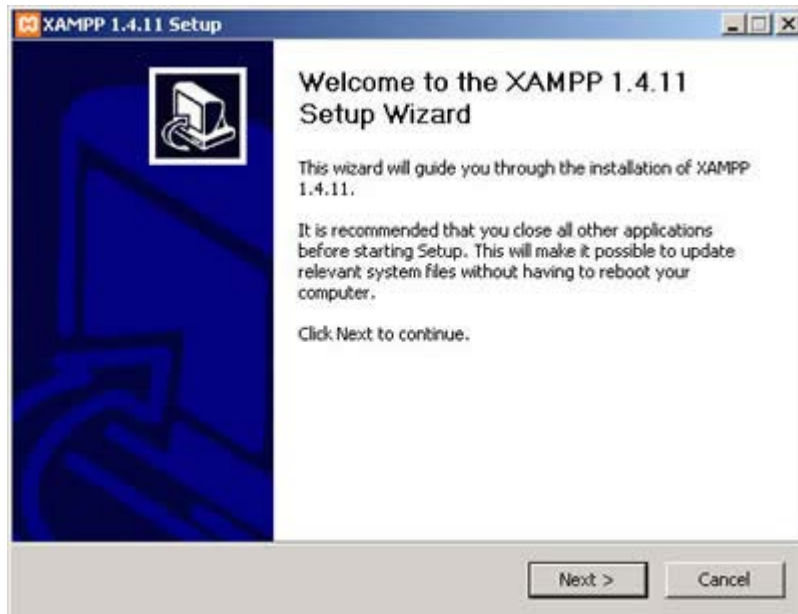 XAMPP 1.4.11 Setup
Welcome to the XAMPP 1.4.11
Setup Wizard
This wizard will guide you through the installation of XAMPP
1.4.11.
It is recommended that you close all other applications
before starting Setup. This will make it possible to update
relevant system files without having to reboot your
computer.
Click Next to continue.
Next > Cancel